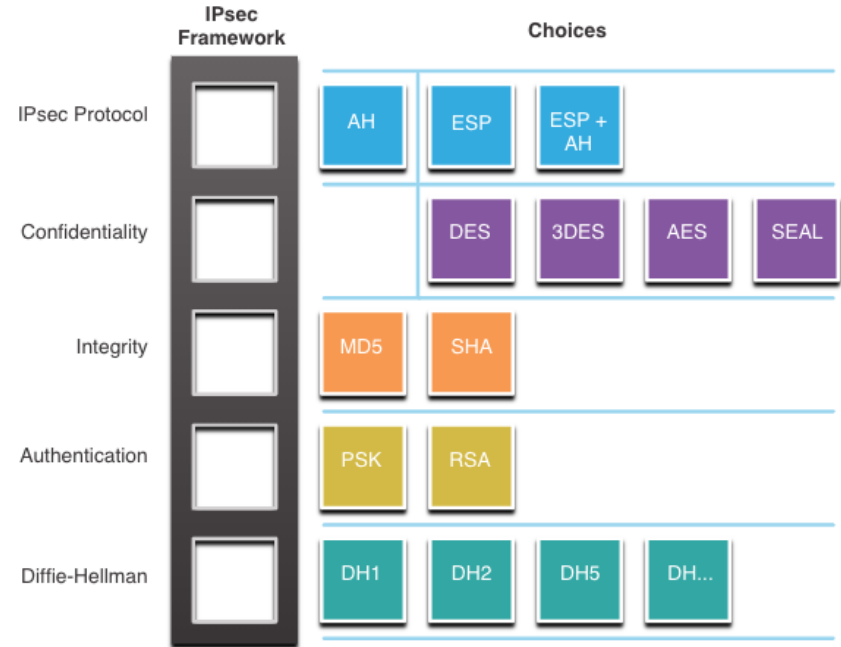 IPsec
Framework
Choices
IPsec Protocol
AH
ESP
ESP +
AH
Confidentiality
DES
3DES
AES
SEAL
Integrity
MD5
SHA
Authentication
PSK
RSA
Diffie-Hellman
DH1
DH2
DH5
DH...